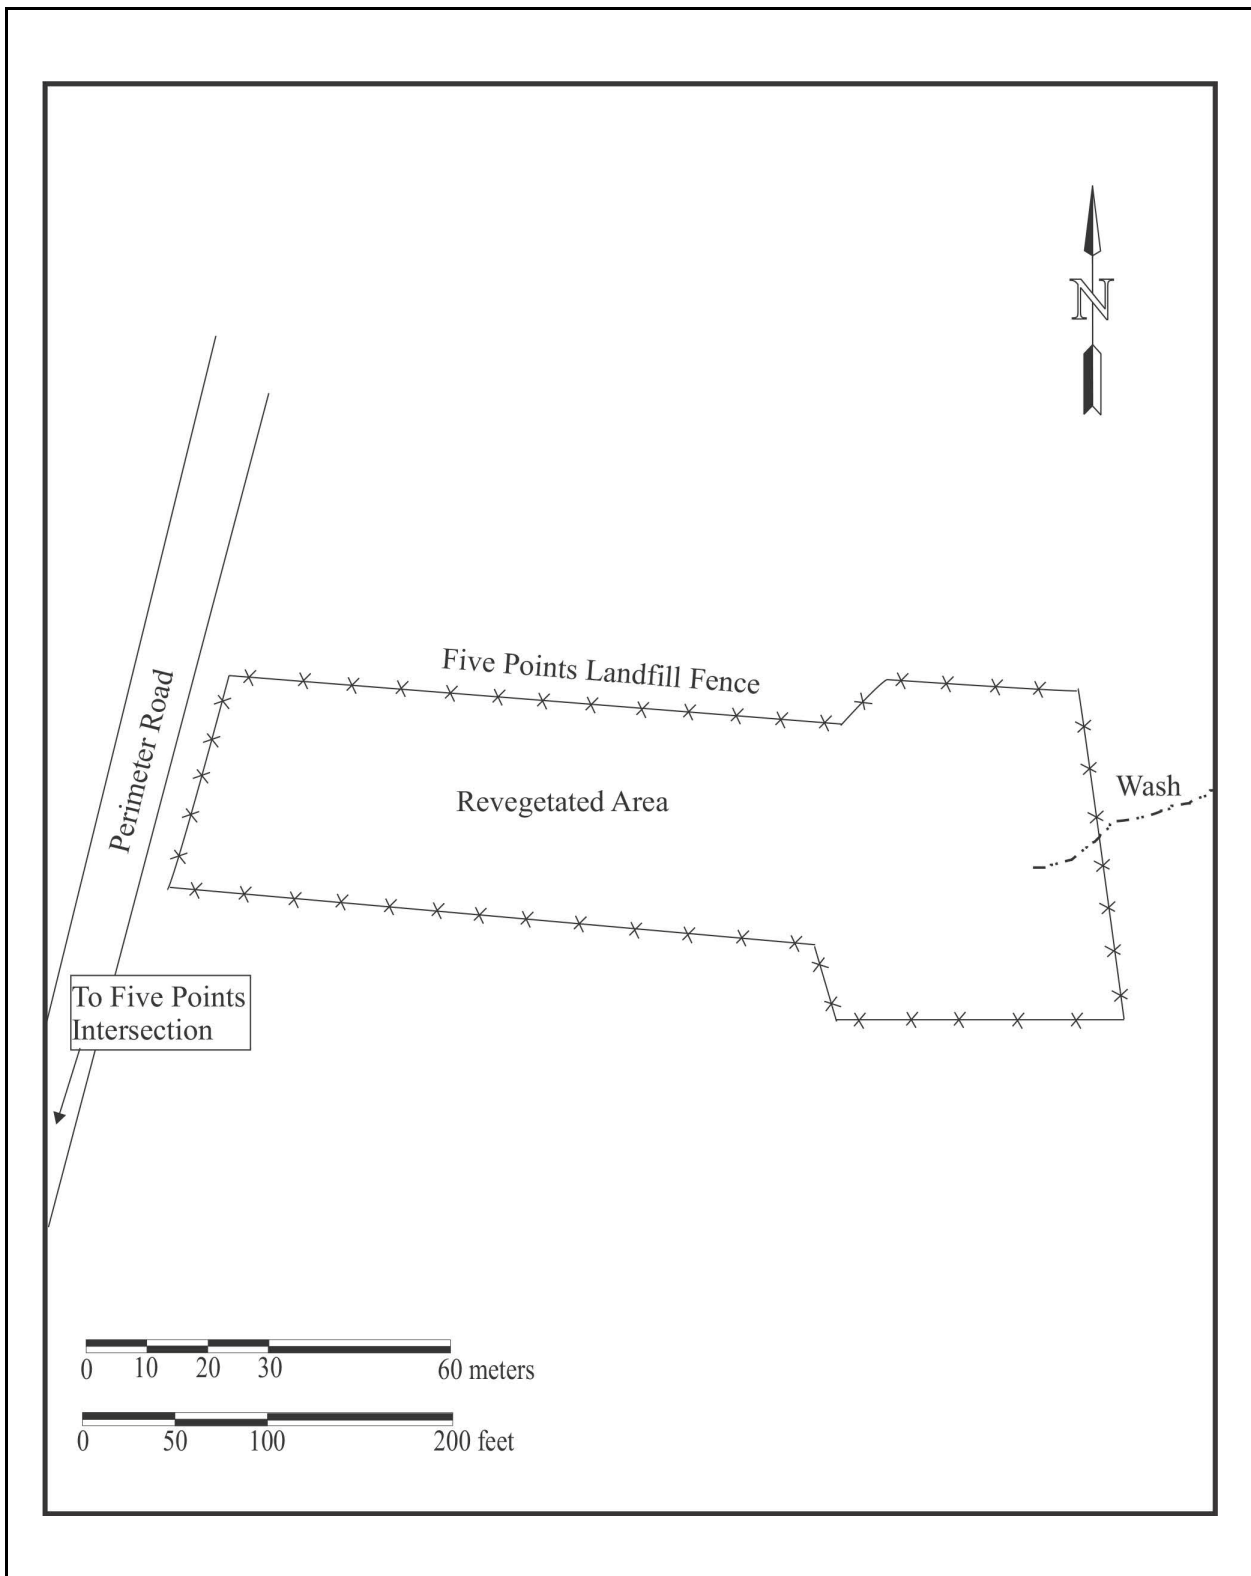 N
Five Points Landfill Fence
Perimeter Road
Wash
Revegetated Area
To Five Points
Intersection
0 10 20 30 60 meters
0 50 100 200 feet